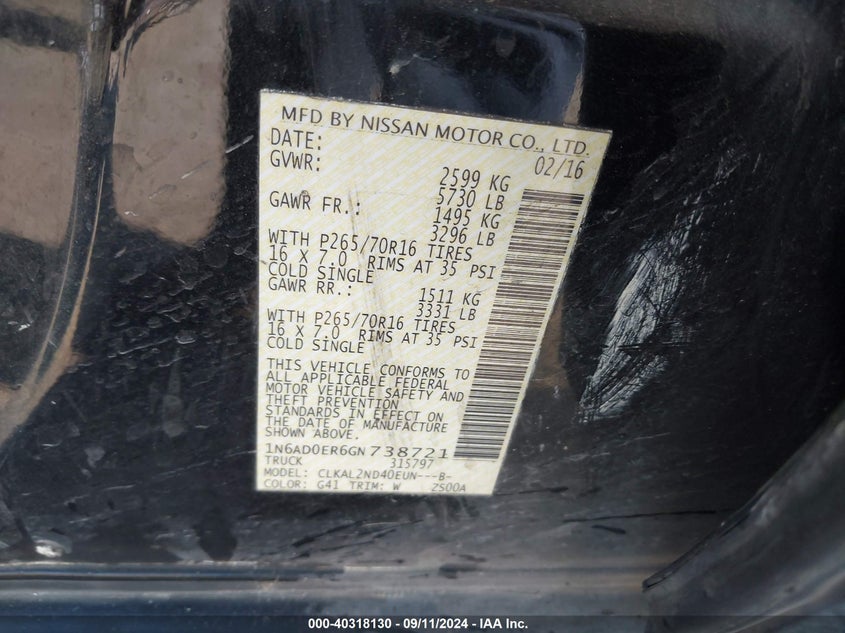 MFD BY NISSAN MOTOR CO., LTD.
DATE: 02/16
GVWR: 2599 KG
5730 LB
GAWR FR.: 1495 KG
3296 LB
WITH P265/70R16 TIRES
16 X 7.0 RIMS AT 35 PSI
COLD SINGLE
GAWR RR.: 1511 KG
3331 LB
WITH P265/70R16 TIRES
16 X 7.0 RIMS AT 35 PSI
COLD SINGLE
THIS VEHICLE CONFORMS TO
ALL APPLICABLE FEDERAL
MOTOR VEHICLE SAFETY AND
THEFT PREVENTION
STANDARDS IN EFFECT ON
THE DATE OF MANUFACTURE
SHOWN ABOVE.
1N6AD0ER6GN738721
TRUCK 315797
MODEL: CLKAL2ND40EUN---B-
COLOR: G41 TRIM: W 2S00A
000-40318130 - 09/11/2024 - IAA Inc.